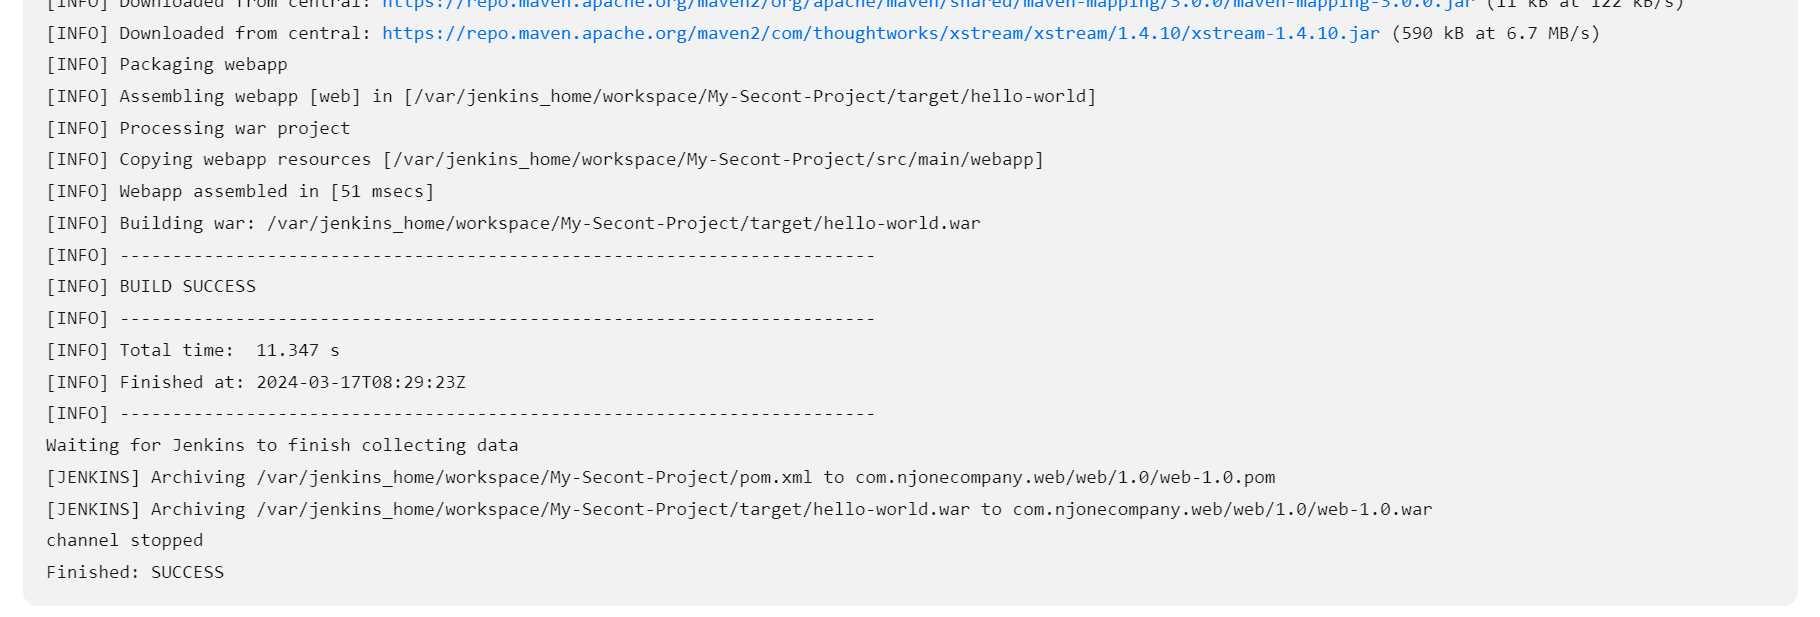 [INFO] Downloaded from central: https://repo.maven.apache.org/maven2/org/apache/maven/shared/maven-mapping/3.0.0/maven-mapping-3.0.0.jar (11 kB at 122 kB/s)
[INFO] Downloaded from central: https://repo.maven.apache.org/maven2/com/thoughtworks/xstream/xstream/1.4.10/xstream-1.4.10.jar (590 kB at 6.7 MB/s)
[INFO] Packaging webapp
[INFO] Assembling webapp [web] in [/var/jenkins_home/workspace/My-Secont-Project/target/hello-world]
[INFO] Processing war project
[INFO] Copying webapp resources [/var/jenkins_home/workspace/My-Secont-Project/src/main/webapp]
[INFO] Webapp assembled in [51 msecs]
[INFO] Building war: /var/jenkins_home/workspace/My-Secont-Project/target/hello-world.war
[INFO] ------------------------------------------------------------------------
[INFO] BUILD SUCCESS
[INFO] ------------------------------------------------------------------------
[INFO] Total time:  11.347 s
[INFO] Finished at: 2024-03-17T08:29:23Z
[INFO] ------------------------------------------------------------------------
Waiting for Jenkins to finish collecting data
[JENKINS] Archiving /var/jenkins_home/workspace/My-Secont-Project/pom.xml to com.njonecompany.web/web/1.0/web-1.0.pom
[JENKINS] Archiving /var/jenkins_home/workspace/My-Secont-Project/target/hello-world.war to com.njonecompany.web/web/1.0/web-1.0.war
channel stopped
Finished: SUCCESS